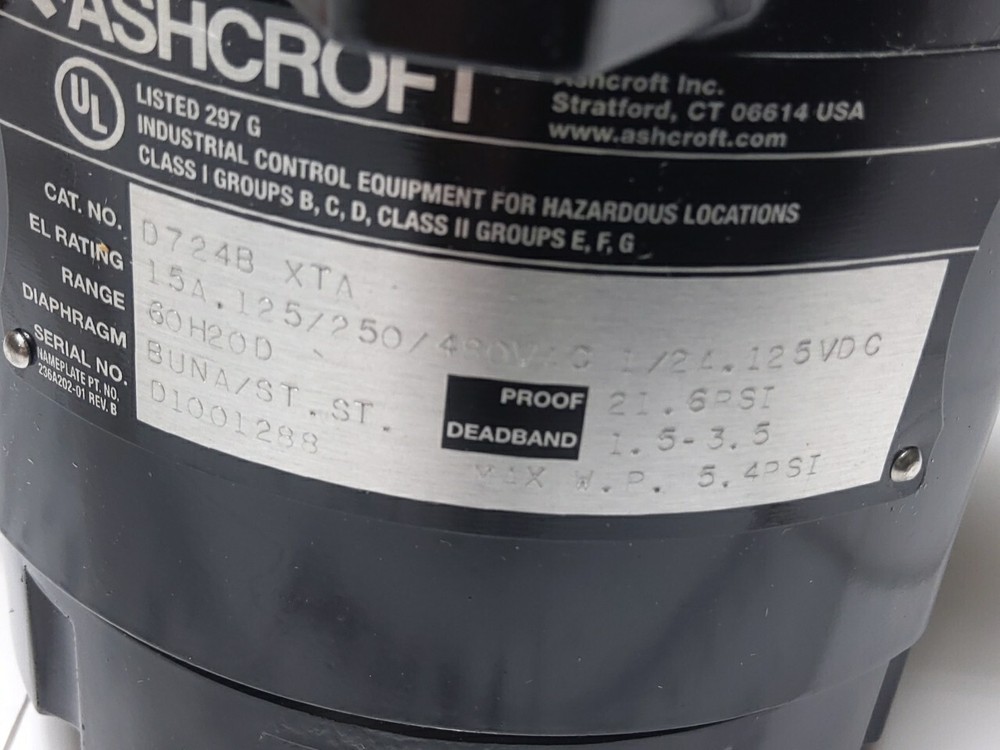 ASHCROFT
Ashcroft Inc.
Stratford, CT 06614 USA
www.ashcroft.com
UL
LISTED 297 G
INDUSTRIAL CONTROL EQUIPMENT FOR HAZARDOUS LOCATIONS
CLASS I GROUPS B, C, D, CLASS II GROUPS E, F, G
CAT. NO. D724B XTA
EL RATING 15A.125/250/480VAC 1/2A.125VDC
RANGE 60H2OD
DIAPHRAGM BUNA/ST.ST.
SERIAL NO. D1001288
NAMEPLATE PT. NO.
236A202-01 REV. B
PROOF 21.6PSI
DEADBAND 1.5-3.5
MAX W.P. 5.4PSI